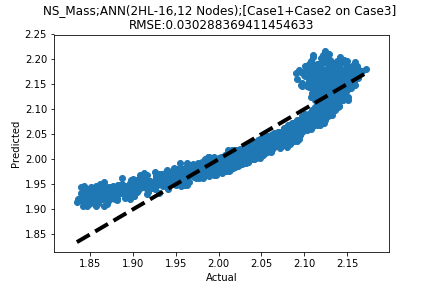 NS_Mass;ANN(2HL-16,12 Nodes);[Case1+Case2 on Case3]
RMSE:0.030288369411454633
2.25
2.20
2.15
2.10
2.05
2.00
1.95
1.90
1.85
Predicted
1.85 1.90 1.95 2.00 2.05 2.10 2.15
Actual